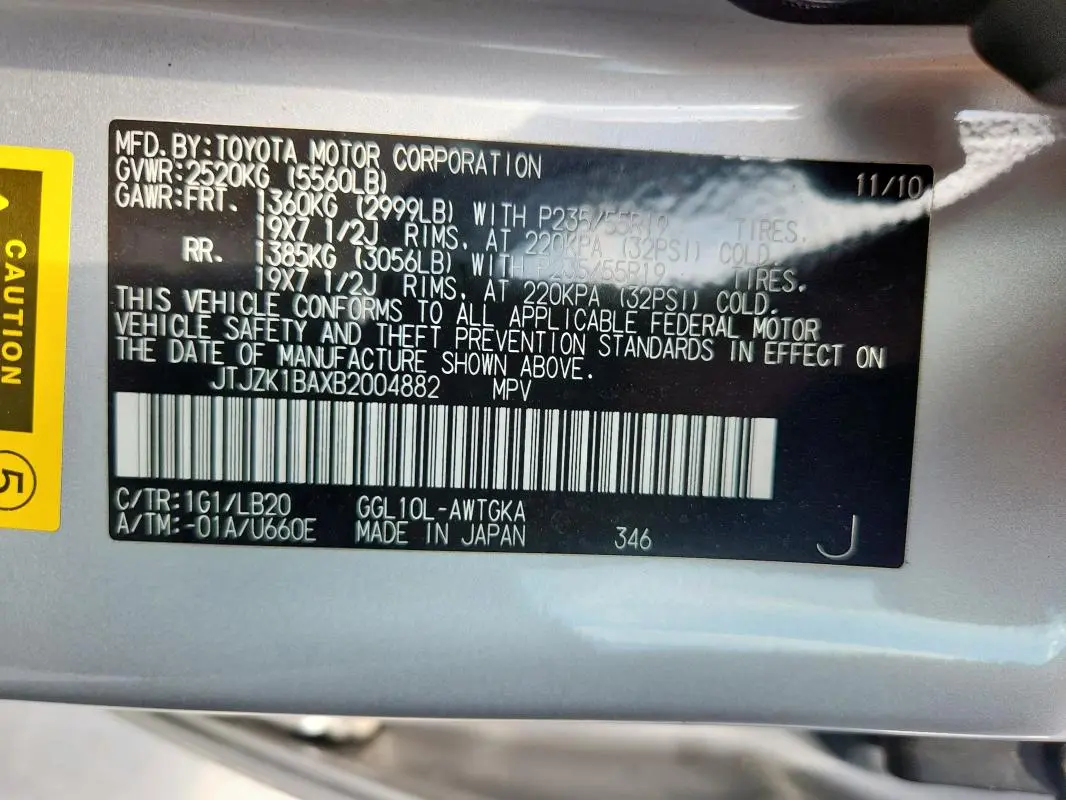 MFD. BY: TOYOTA MOTOR CORPORATION 11/10
GVWR: 2520KG (5560LB)
GAWR: FRT. 1360KG (2999LB) WITH P235/55R19 TIRES,
19X7 1/2J RIMS, AT 220KPA (32PSI) COLD.
RR. 1385KG (3056LB) WITH P235/55R19 TIRES,
19X7 1/2J RIMS, AT 220KPA (32PSI) COLD.
THIS VEHICLE CONFORMS TO ALL APPLICABLE FEDERAL MOTOR
VEHICLE SAFETY AND THEFT PREVENTION STANDARDS IN EFFECT ON
THE DATE OF MANUFACTURE SHOWN ABOVE.
JTJZK1BAXB2004882 MPV
C/TR: 1G1/LB20 GGL10L-AWTGKA
A/TM: -01A/U660E MADE IN JAPAN 346 J
CAUTION
5